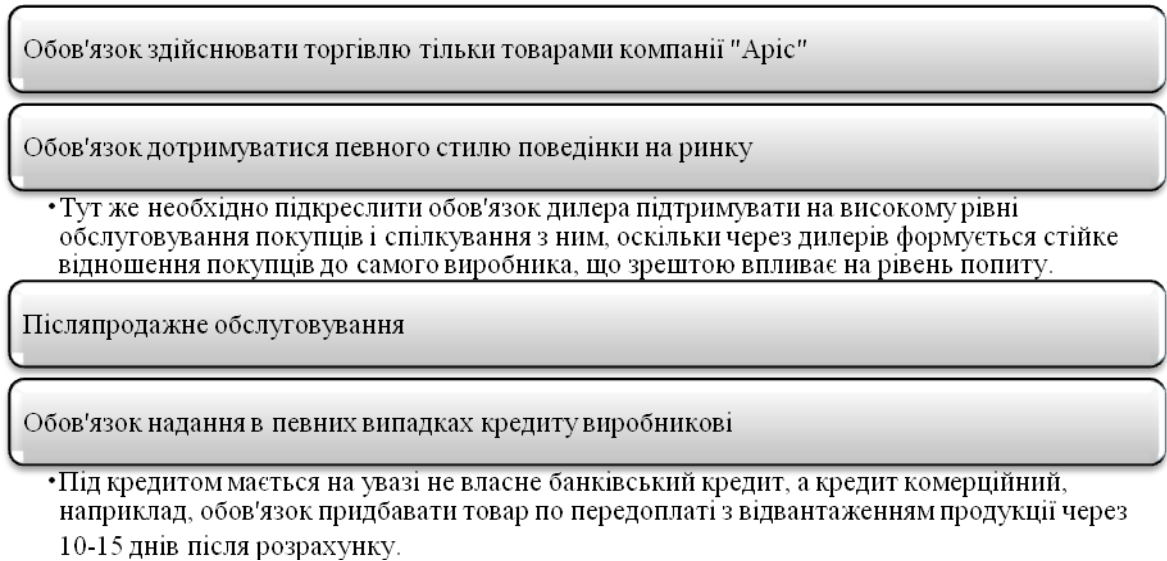 Обов'язок здійснювати торгівлю тільки товарами компанії "Аріс"
Обов'язок дотримуватися певного стилю поведінки на ринку
•Тут же необхідно підкреслити обов'язок дилера підтримувати на високому рівні
обслуговування покупців і спілкування з ним, оскільки через дилерів формується стійке
відношення покупців до самого виробника, що зрештою впливає на рівень попиту.
Післяпродажне обслуговування
Обов'язок надання в певних випадках кредиту виробникові
•Під кредитом мається на увазі не власне банківський кредит, а кредит комерційний,
наприклад, обов'язок придбавати товар по передоплаті з відвантаженням продукції через
10-15 днів після розрахунку.